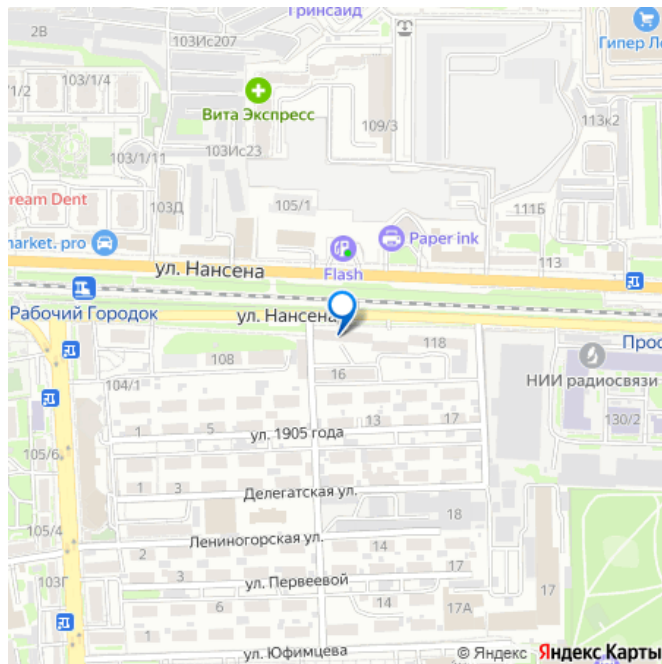 Гринсайд
2В
103Ис207
Гипер Ле
103/1/4
1/2
Вита Экспресс
109/3
113к2
103Ис23
103/1/11
ream Dent
103Д
105/1
111Б
market. pro
Paper ink
Flash
113
ул. Нансена
Рабочий Городок
ул. Нансена
Прос
108
118
НИИ радиосвязи
16
104/1
13
17
130/2
1
5
ул. 1905 года
105/6
1
3
Делегатская ул.
18
105/4
Лениногорская ул.
2
14
103Г
3
ул. Первеевой
17
17
6
14
17А
1
ул. Юфимцева
© Яндекс Яндекс Карты